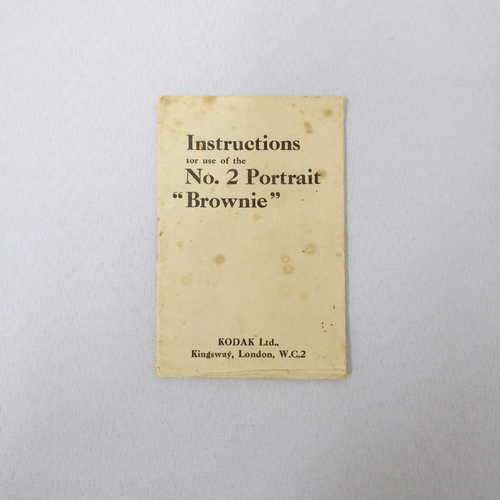 Instructions
for use of the
No. 2 Portrait
“Brownie”
KODAK Ltd.,
Kingsway, London, W.C.2